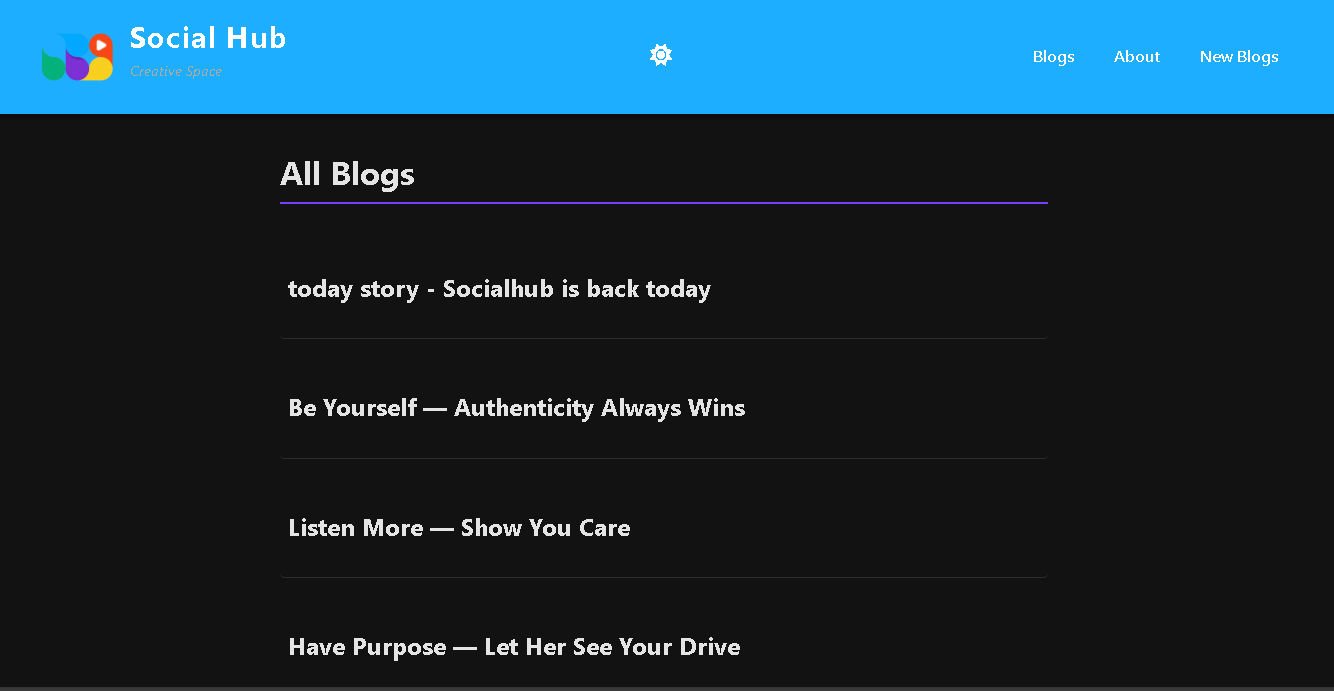 Social Hub
Creative Space
Blogs
About
New Blogs
All Blogs
today story - Socialhub is back today
Be Yourself — Authenticity Always Wins
Listen More — Show You Care
Have Purpose — Let Her See Your Drive